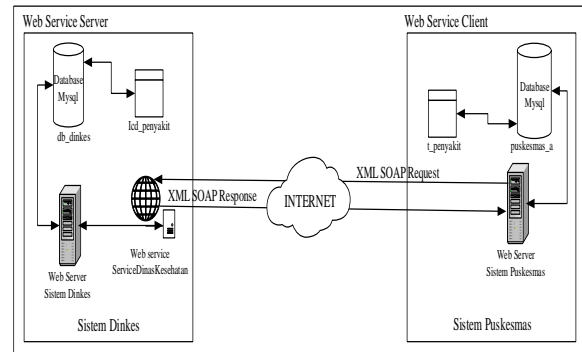 Web Service Server
Database
Mysql
db_dinkes
Icd_penyakit
XML SOAP Response
Web service
ServiceDinasKesehatan
Web Server
Sistem Dinkes
Sistem Dinkes
INTERNET
XML SOAP Request
Web Service Client
Database
Mysql
t_penyakit
puskesmas_a
Web Server
Sistem Puskesmas
Sistem Puskesmas